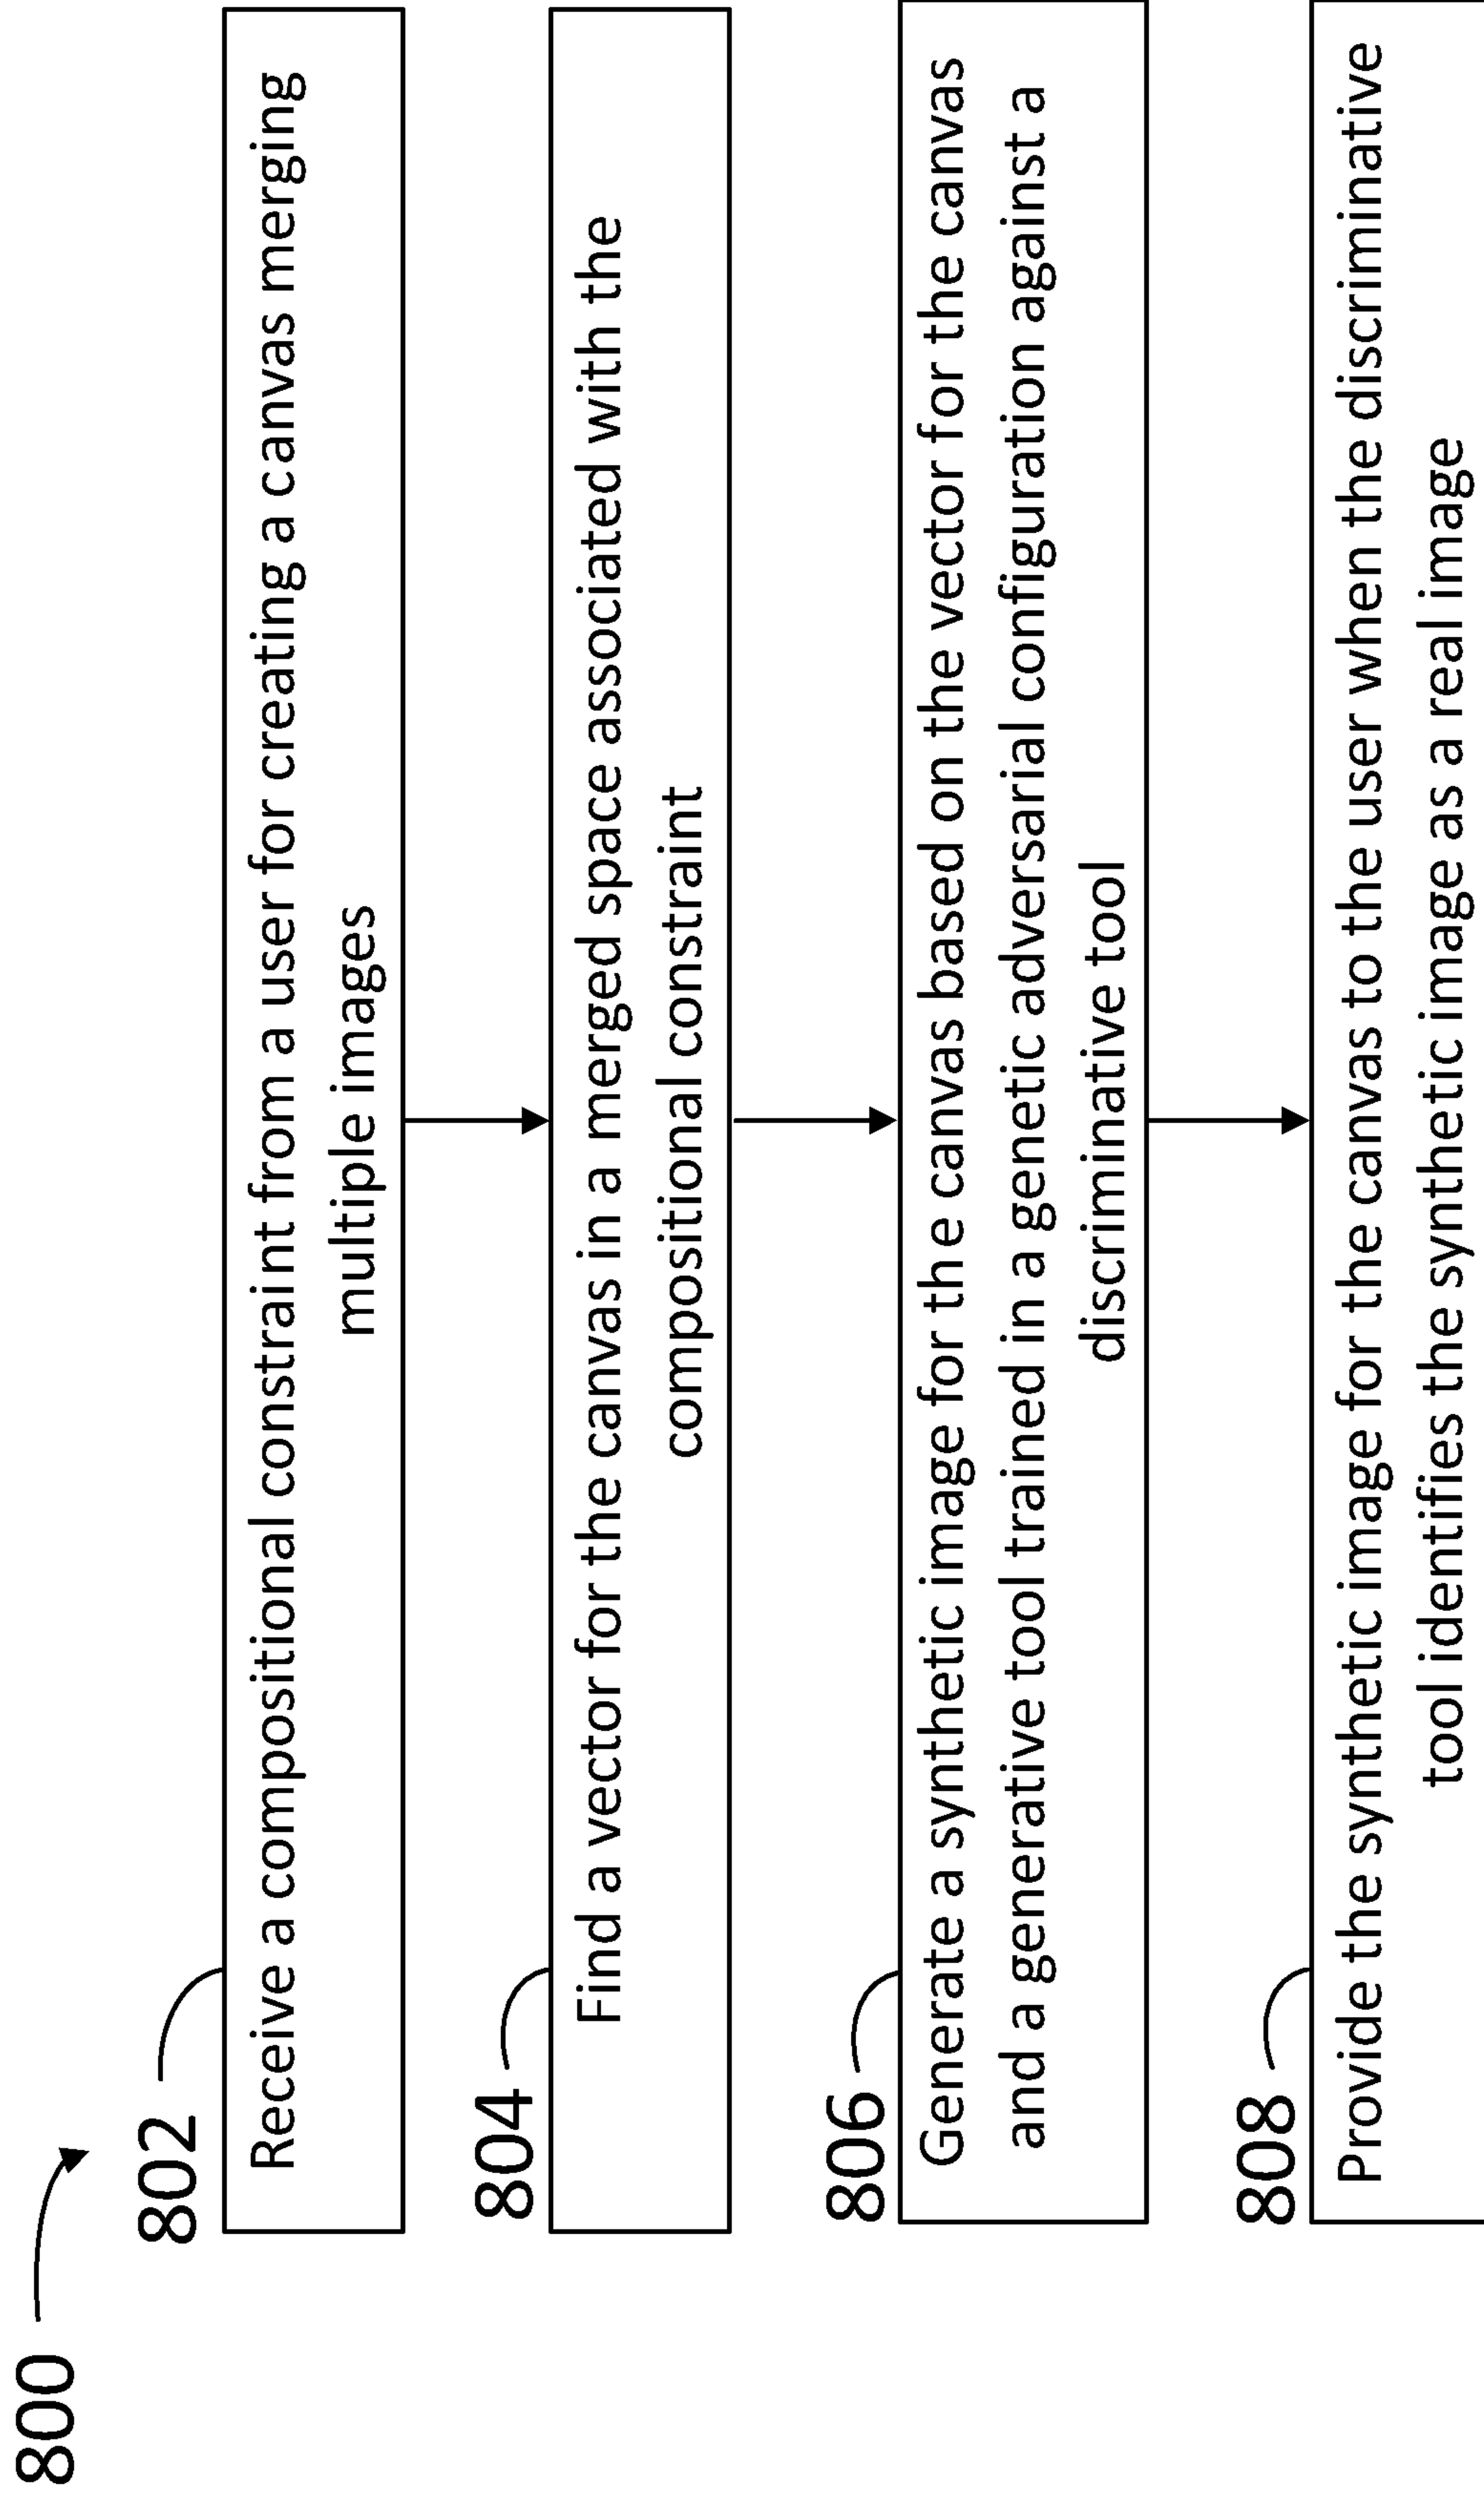 800
802
Receive a compositional constraint from a user for creating a canvas merging
multiple images
804
Find a vector for the canvas in a merged space associated with the
compositional constraint
806
Generate a synthetic image for the canvas based on the vector for the canvas
and a generative tool trained in a genetic adversarial configuration against a
discriminative tool
808
Provide the synthetic image for the canvas to the user when the discriminative
tool identifies the synthetic image as a real image